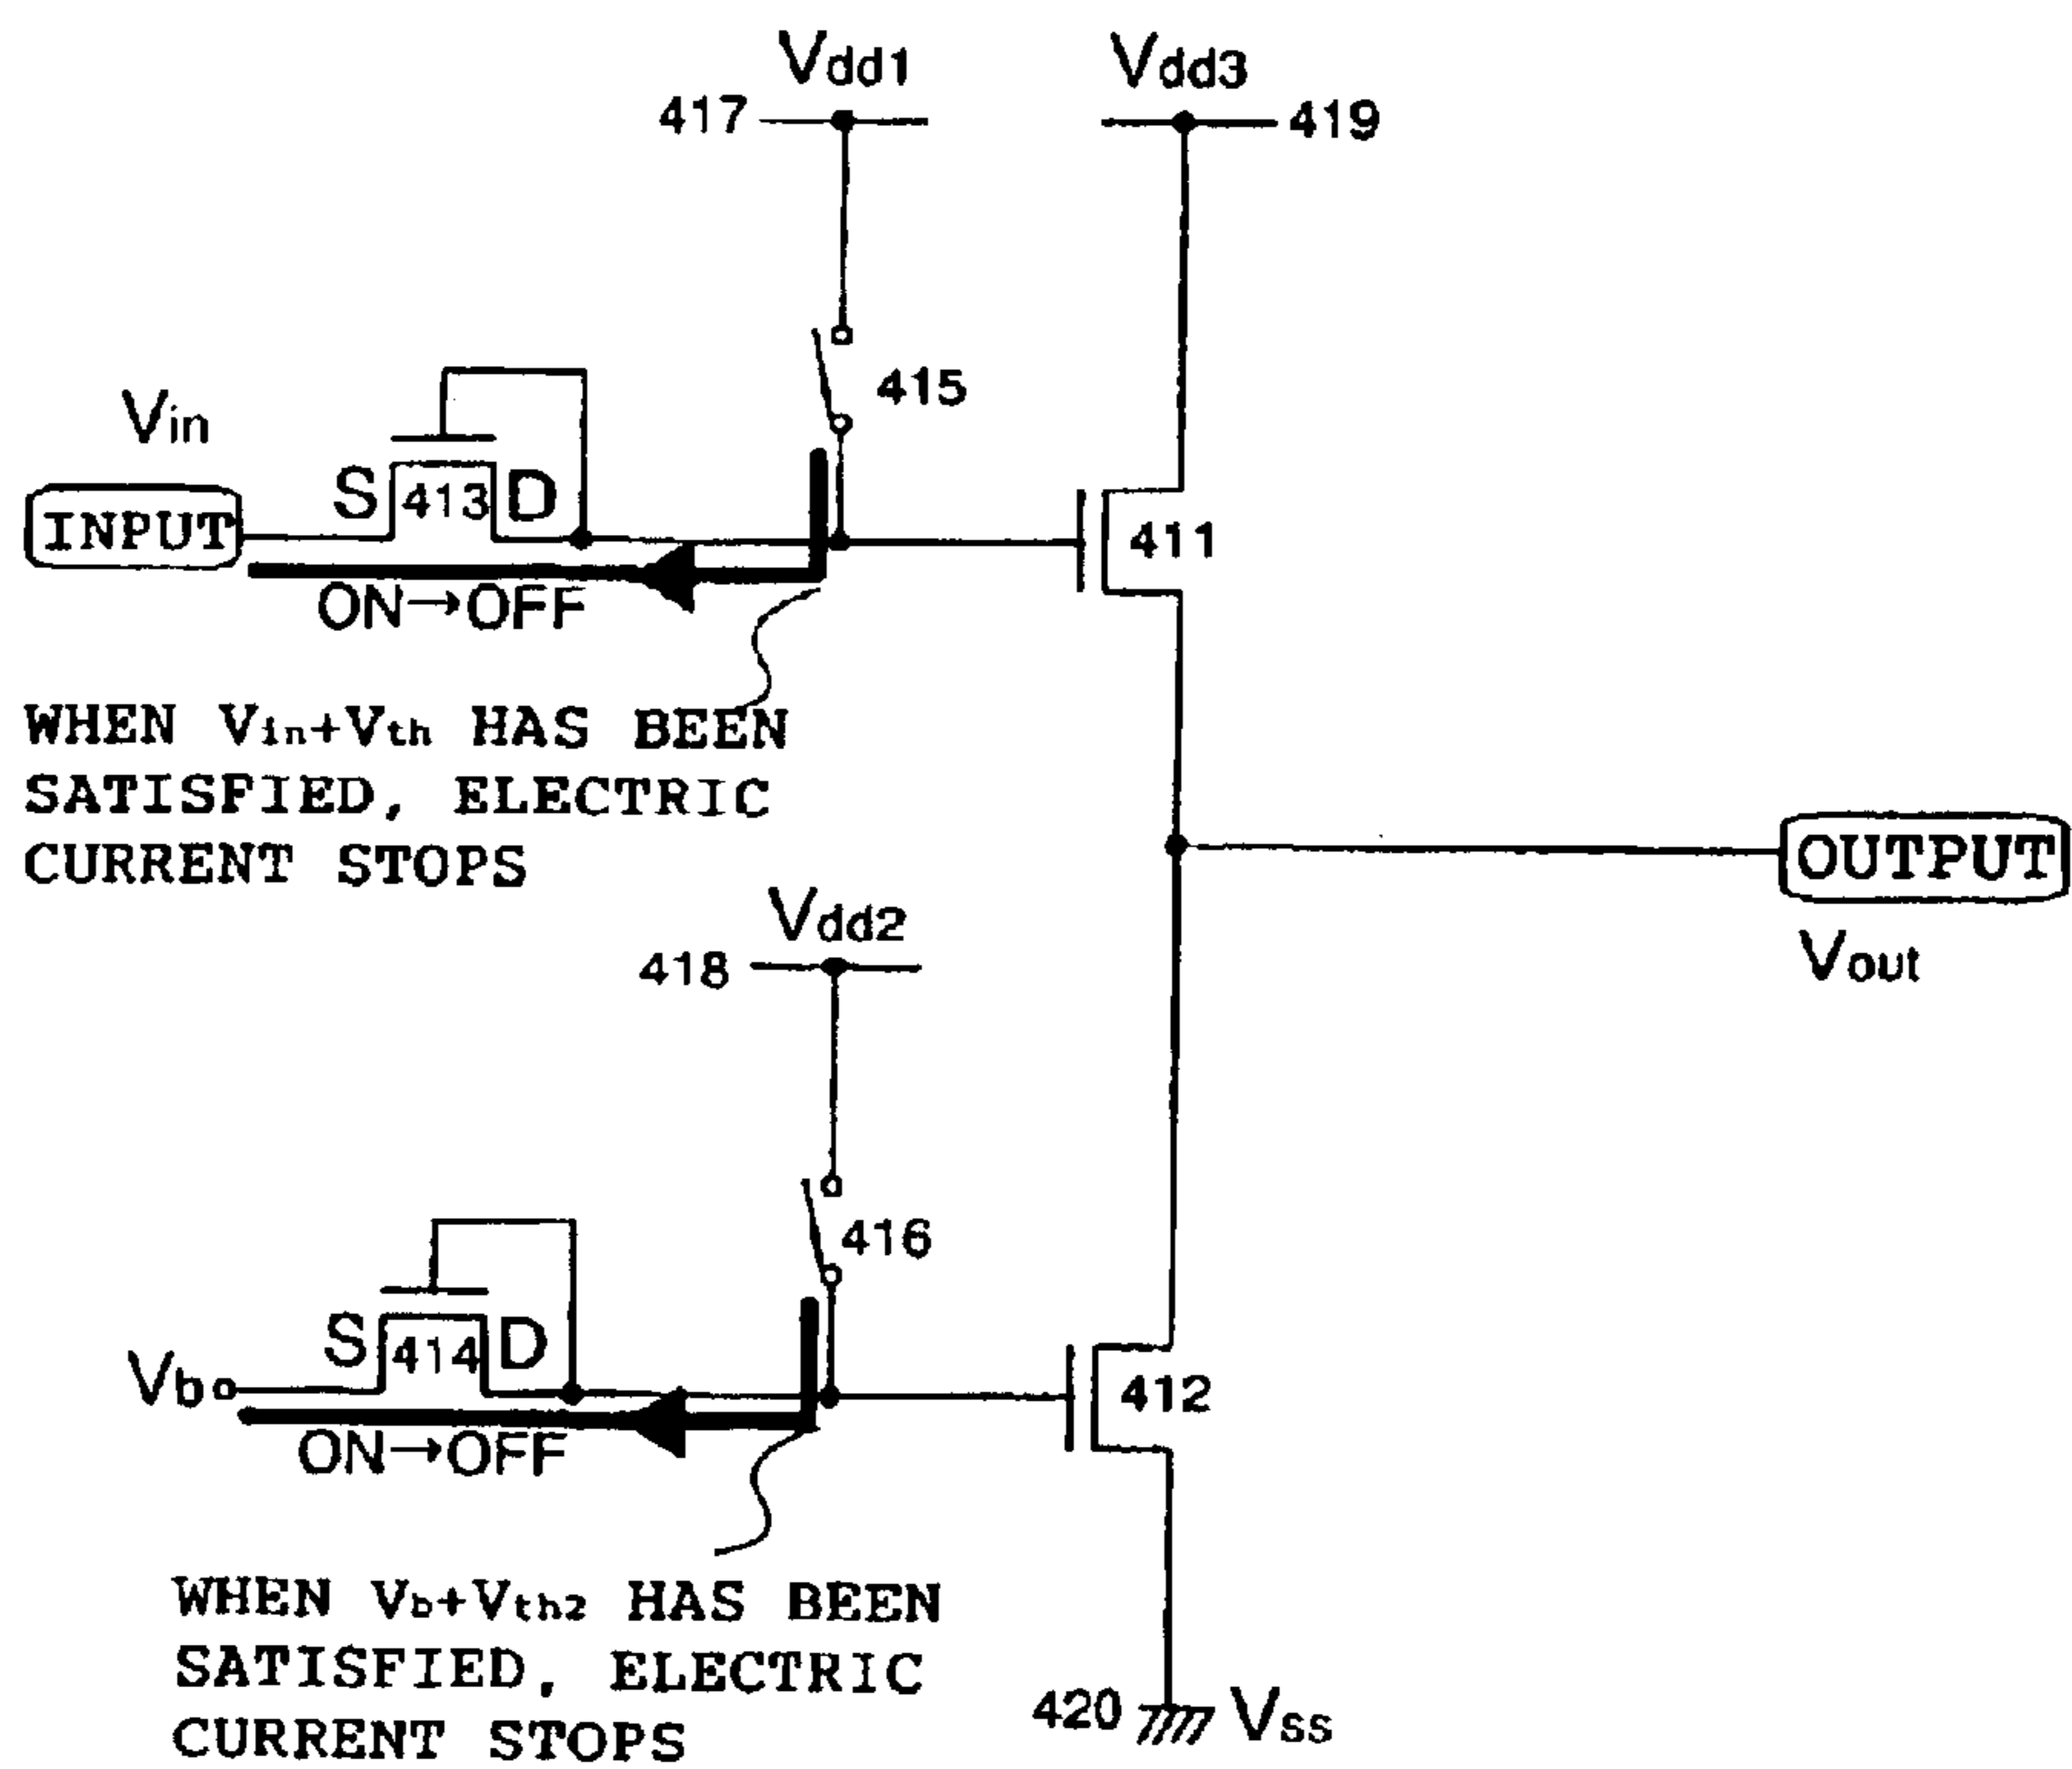 Vdd1
Vdd3
417
419
415
Vin
S 413 D
INPUT
411
ON→OFF
WHEN Vin+Vth HAS BEEN
SATISFIED, ELECTRIC
CURRENT STOPS
OUTPUT
Vout
Vdd2
418
416
S 414 D
Vb
412
ON→OFF
WHEN Vb+Vth2 HAS BEEN
SATISFIED, ELECTRIC
CURRENT STOPS
420 Vss